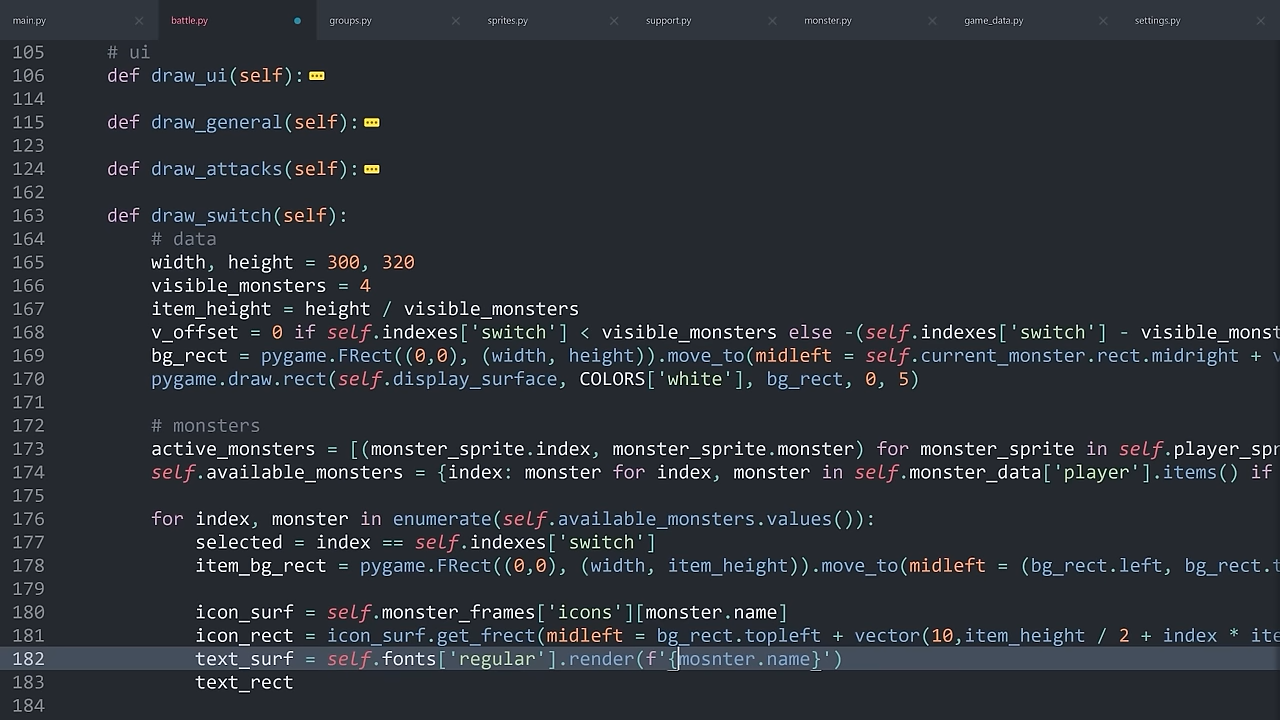 main.py battle.py groups.py sprites.py support.py monster.py game_data.py settings.py
105 # ui
106 def draw_ui(self):
114
115 def draw_general(self):
123
124 def draw_attacks(self):
162
163 def draw_switch(self):
164 # data
165 width, height = 300, 320
166 visible_monsters = 4
167 item_height = height / visible_monsters
168 v_offset = 0 if self.indexes['switch'] < visible_monsters else -(self.indexes['switch'] - visible_monst
169 bg_rect = pygame.FRect((0,0), (width, height)).move_to(midleft = self.current_monster.rect.midright + v
170 pygame.draw.rect(self.display_surface, COLORS['white'], bg_rect, 0, 5)
171
172 # monsters
173 active_monsters = [(monster_sprite.index, monster_sprite.monster) for monster_sprite in self.player_spr
174 self.available_monsters = {index: monster for index, monster in self.monster_data['player'].items() if
175
176 for index, monster in enumerate(self.available_monsters.values()):
177 selected = index == self.indexes['switch']
178 item_bg_rect = pygame.FRect((0,0), (width, item_height)).move_to(midleft = (bg_rect.left, bg_rect.t
179
180 icon_surf = self.monster_frames['icons'][monster.name]
181 icon_rect = icon_surf.get_frect(midleft = bg_rect.topleft + vector(10,item_height / 2 + index * ite
182 text_surf = self.fonts['regular'].render(f'{mosnter.name}')
183 text_rect
184